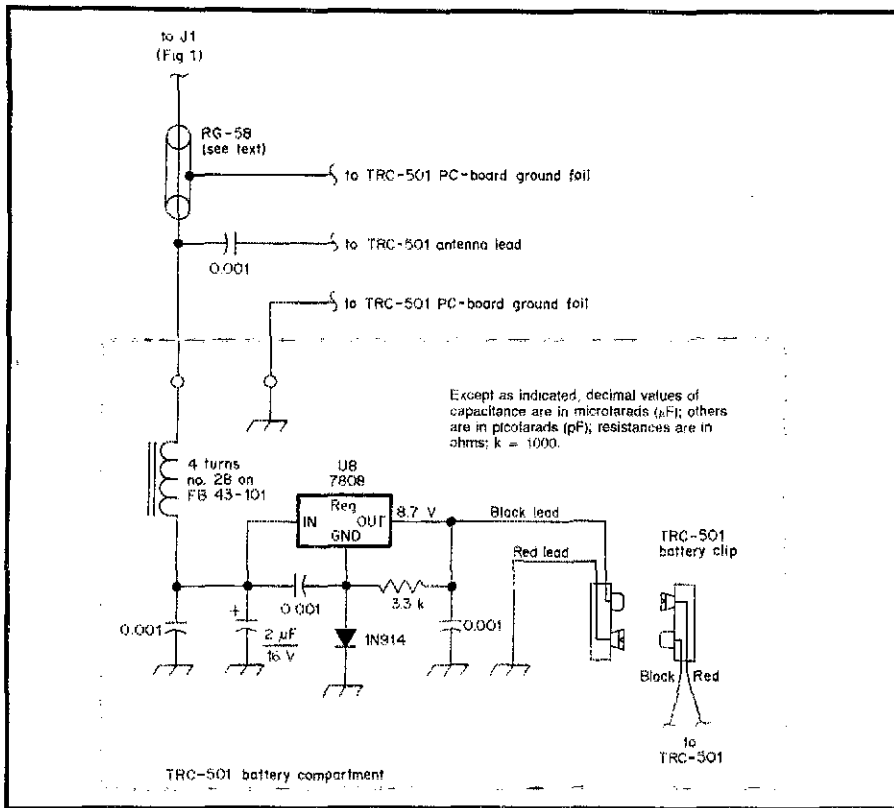 to J1
(Fig 1)
RG-58
(see text)
to TRC-501 PC-board ground foil
0.001
to TRC-501 antenna lead
to TRC-501 PC-board ground foil
Except as indicated, decimal values of
capacitance are in microfarads (µF); others
are in picofarads (pF); resistances are in
ohms; k = 1000.
4 turns
no. 28 on
FB 43-101
U8
7808
Reg
IN
OUT
GND
8.7 V
Black lead
Red lead
TRC-501
battery clip
0.001
+
2 µF
16 V
0.001
3.3 k
1N914
0.001
Black
Red
to
TRC-501
TRC-501 battery compartment